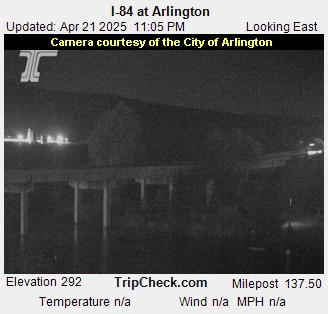 I-84 at Arlington
Updated: Apr 21 2025 11:05 PM Looking East
Camera courtesy of the City of Arlington
Elevation 292 TripCheck.com Milepost 137.50
Temperature n/a Wind n/a MPH n/a